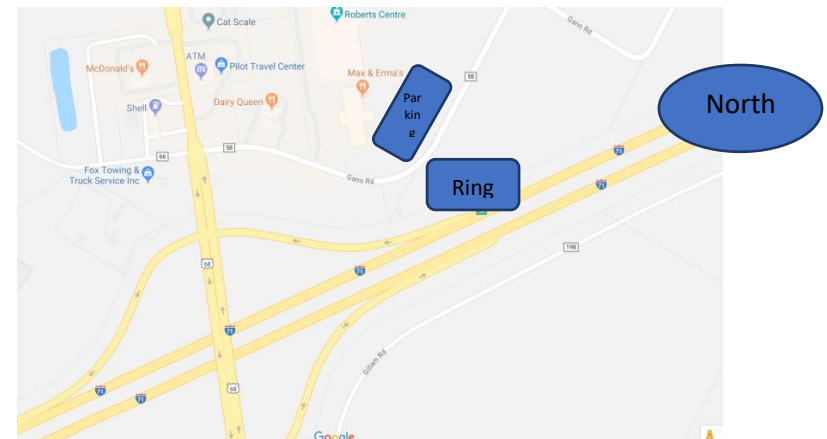 Roberts Centre
Cat Scale
Gano Rd
ATM
McDonald's
Pilot Travel Center
Max & Erma's
58
Par
kin
g
North
Shell
Dairy Queen
66
58
71
Fox Towing &
Truck Service Inc
Gano Rd
Ring
71
68
198
71
71
Gillam Rd
68
71
71
Google